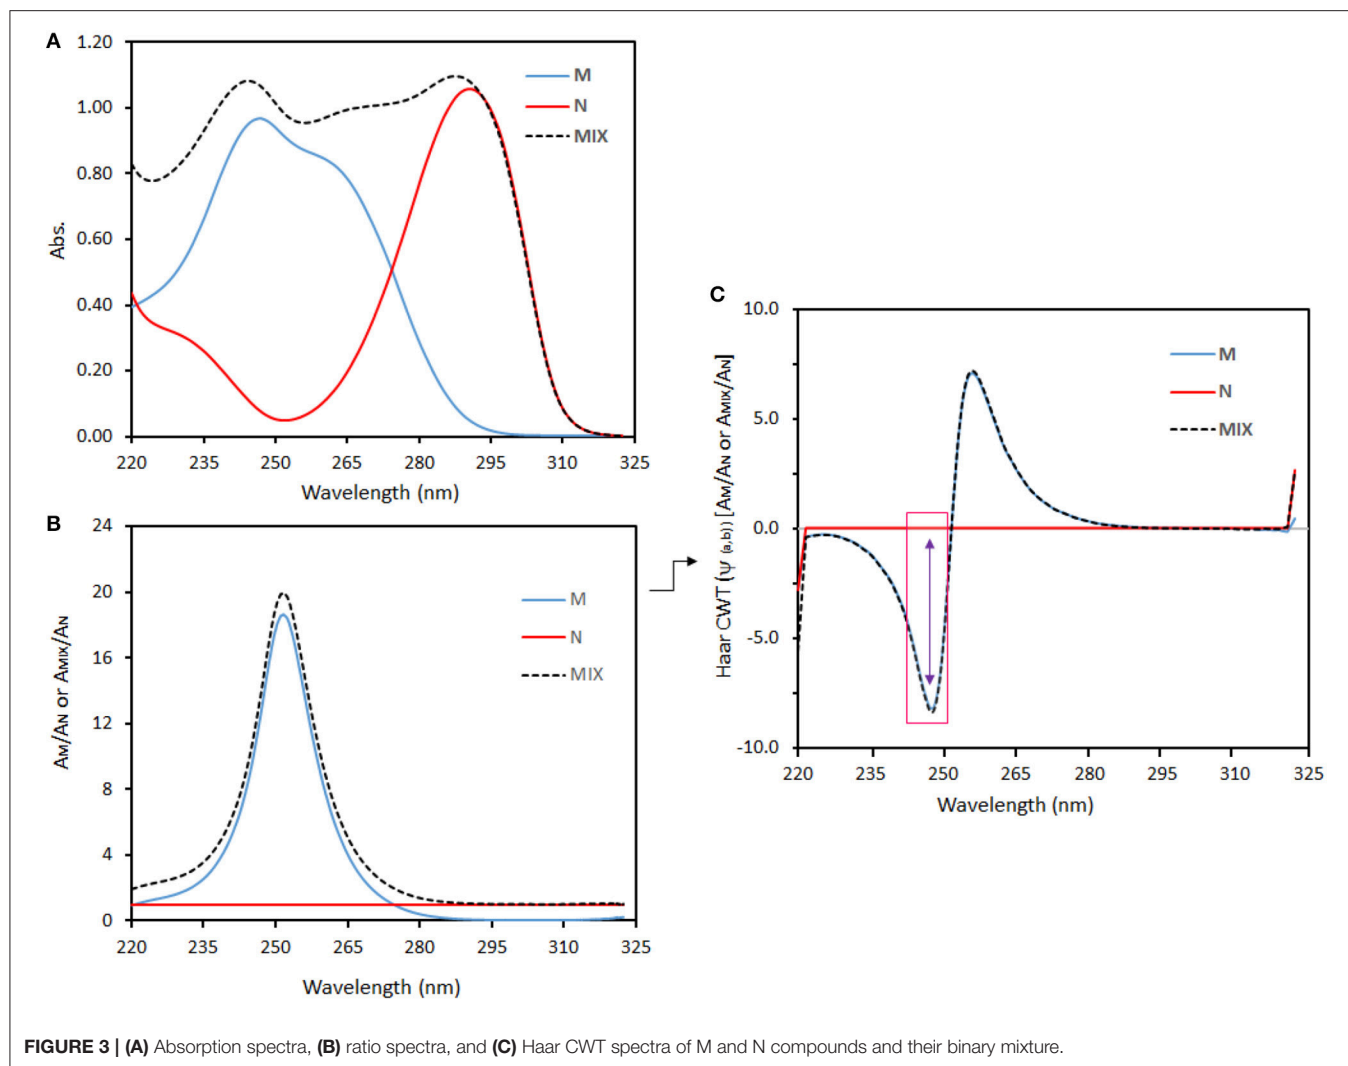 A
1.20
1.00
0.80
0.60
0.40
0.20
0.00
Abs.
M
N
MIX
220 235 250 265 280 295 310 325
Wavelength (nm)
B
24
20
16
12
8
4
0
AM/AN or AMIX/AN
M
N
MIX
220 235 250 265 280 295 310 325
Wavelength (nm)
C
10.0
5.0
0.0
-5.0
-10.0
Haar CWT (ψ (a,b)) [AM/AN or AMIX/AN]
M
N
MIX
220 235 250 265 280 295 310 325
Wavelength (nm)
FIGURE 3 | (A) Absorption spectra, (B) ratio spectra, and (C) Haar CWT spectra of M and N compounds and their binary mixture.